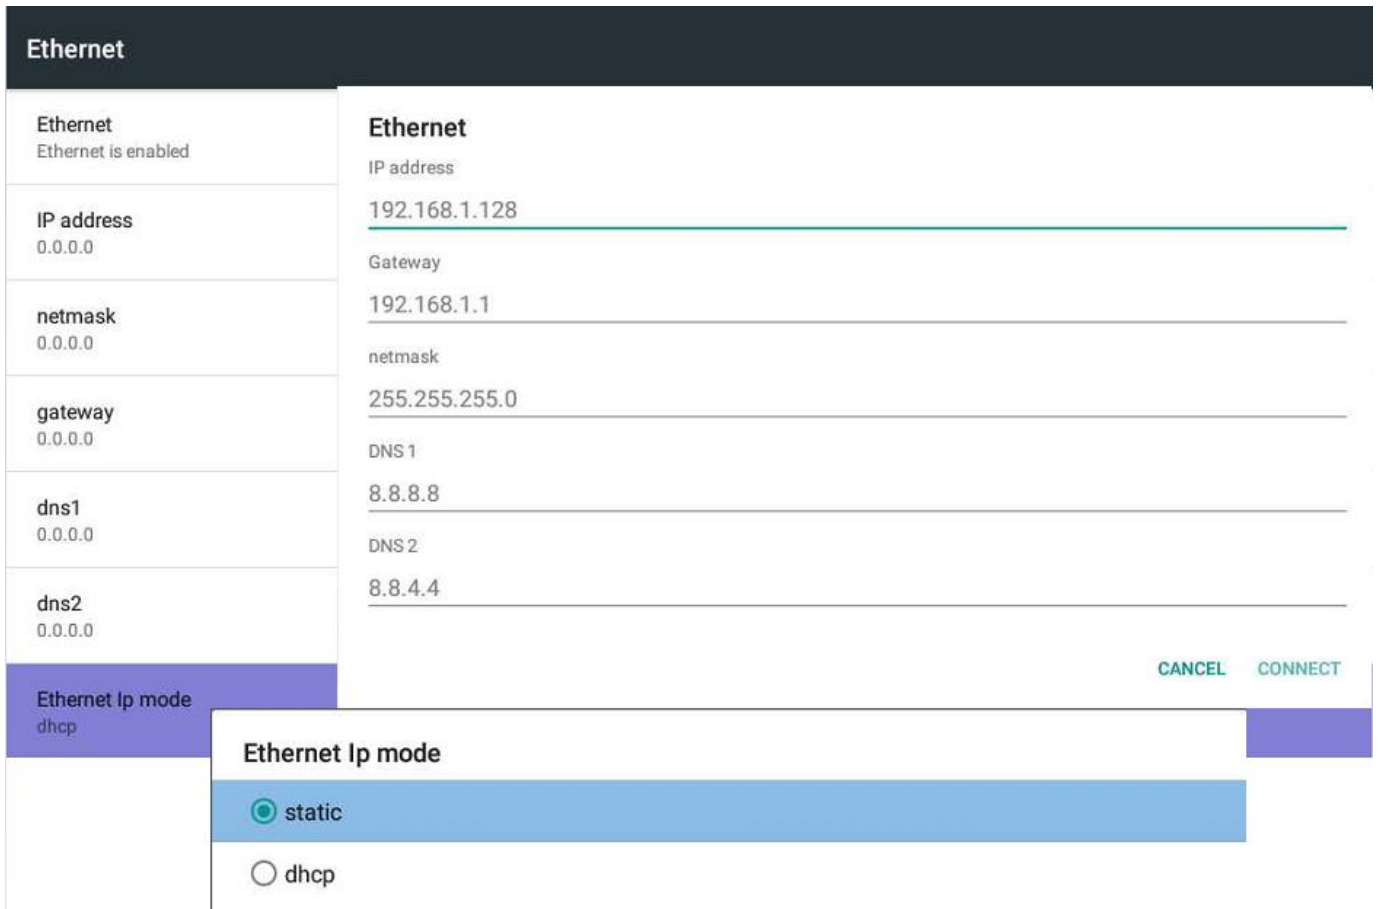 Ethernet
Ethernet
Ethernet is enabled
IP address
0.0.0.0
netmask
0.0.0.0
gateway
0.0.0.0
dns1
0.0.0.0
dns2
0.0.0.0
Ethernet Ip mode
dhcp
Ethernet
IP address
192.168.1.128
Gateway
192.168.1.1
netmask
255.255.255.0
DNS 1
8.8.8.8
DNS 2
8.8.4.4
CANCEL CONNECT
Ethernet Ip mode
static
dhcp